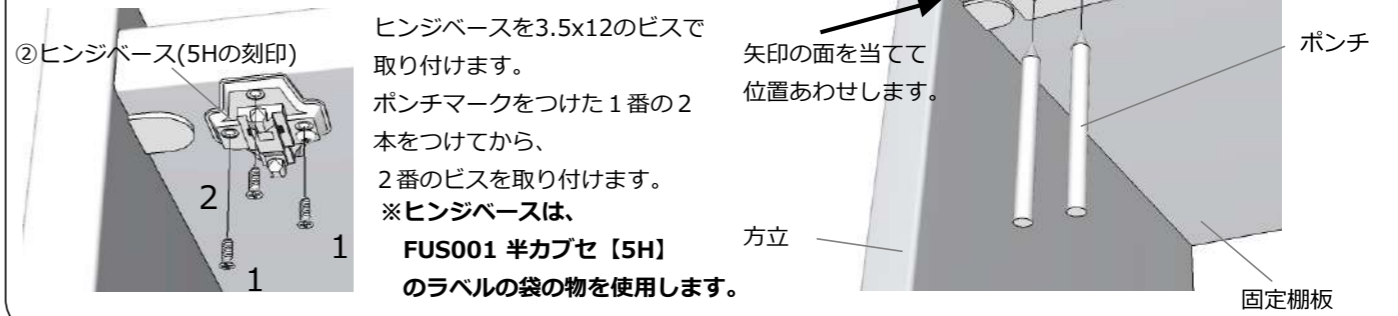 ②ヒンジベース(5Hの刻印)
2
1
1
ヒンジベースを3.5x12のビスで
取り付けます。
ポンチマークをつけた１番の２
本をつけてから、
２番のビスを取り付けます。
※ヒンジベースは、
FUS001 半カブセ【5H】
のラベルの袋の物を使用します。
矢印の面を当てて
位置あわせします。
ポンチ
方立
固定棚板